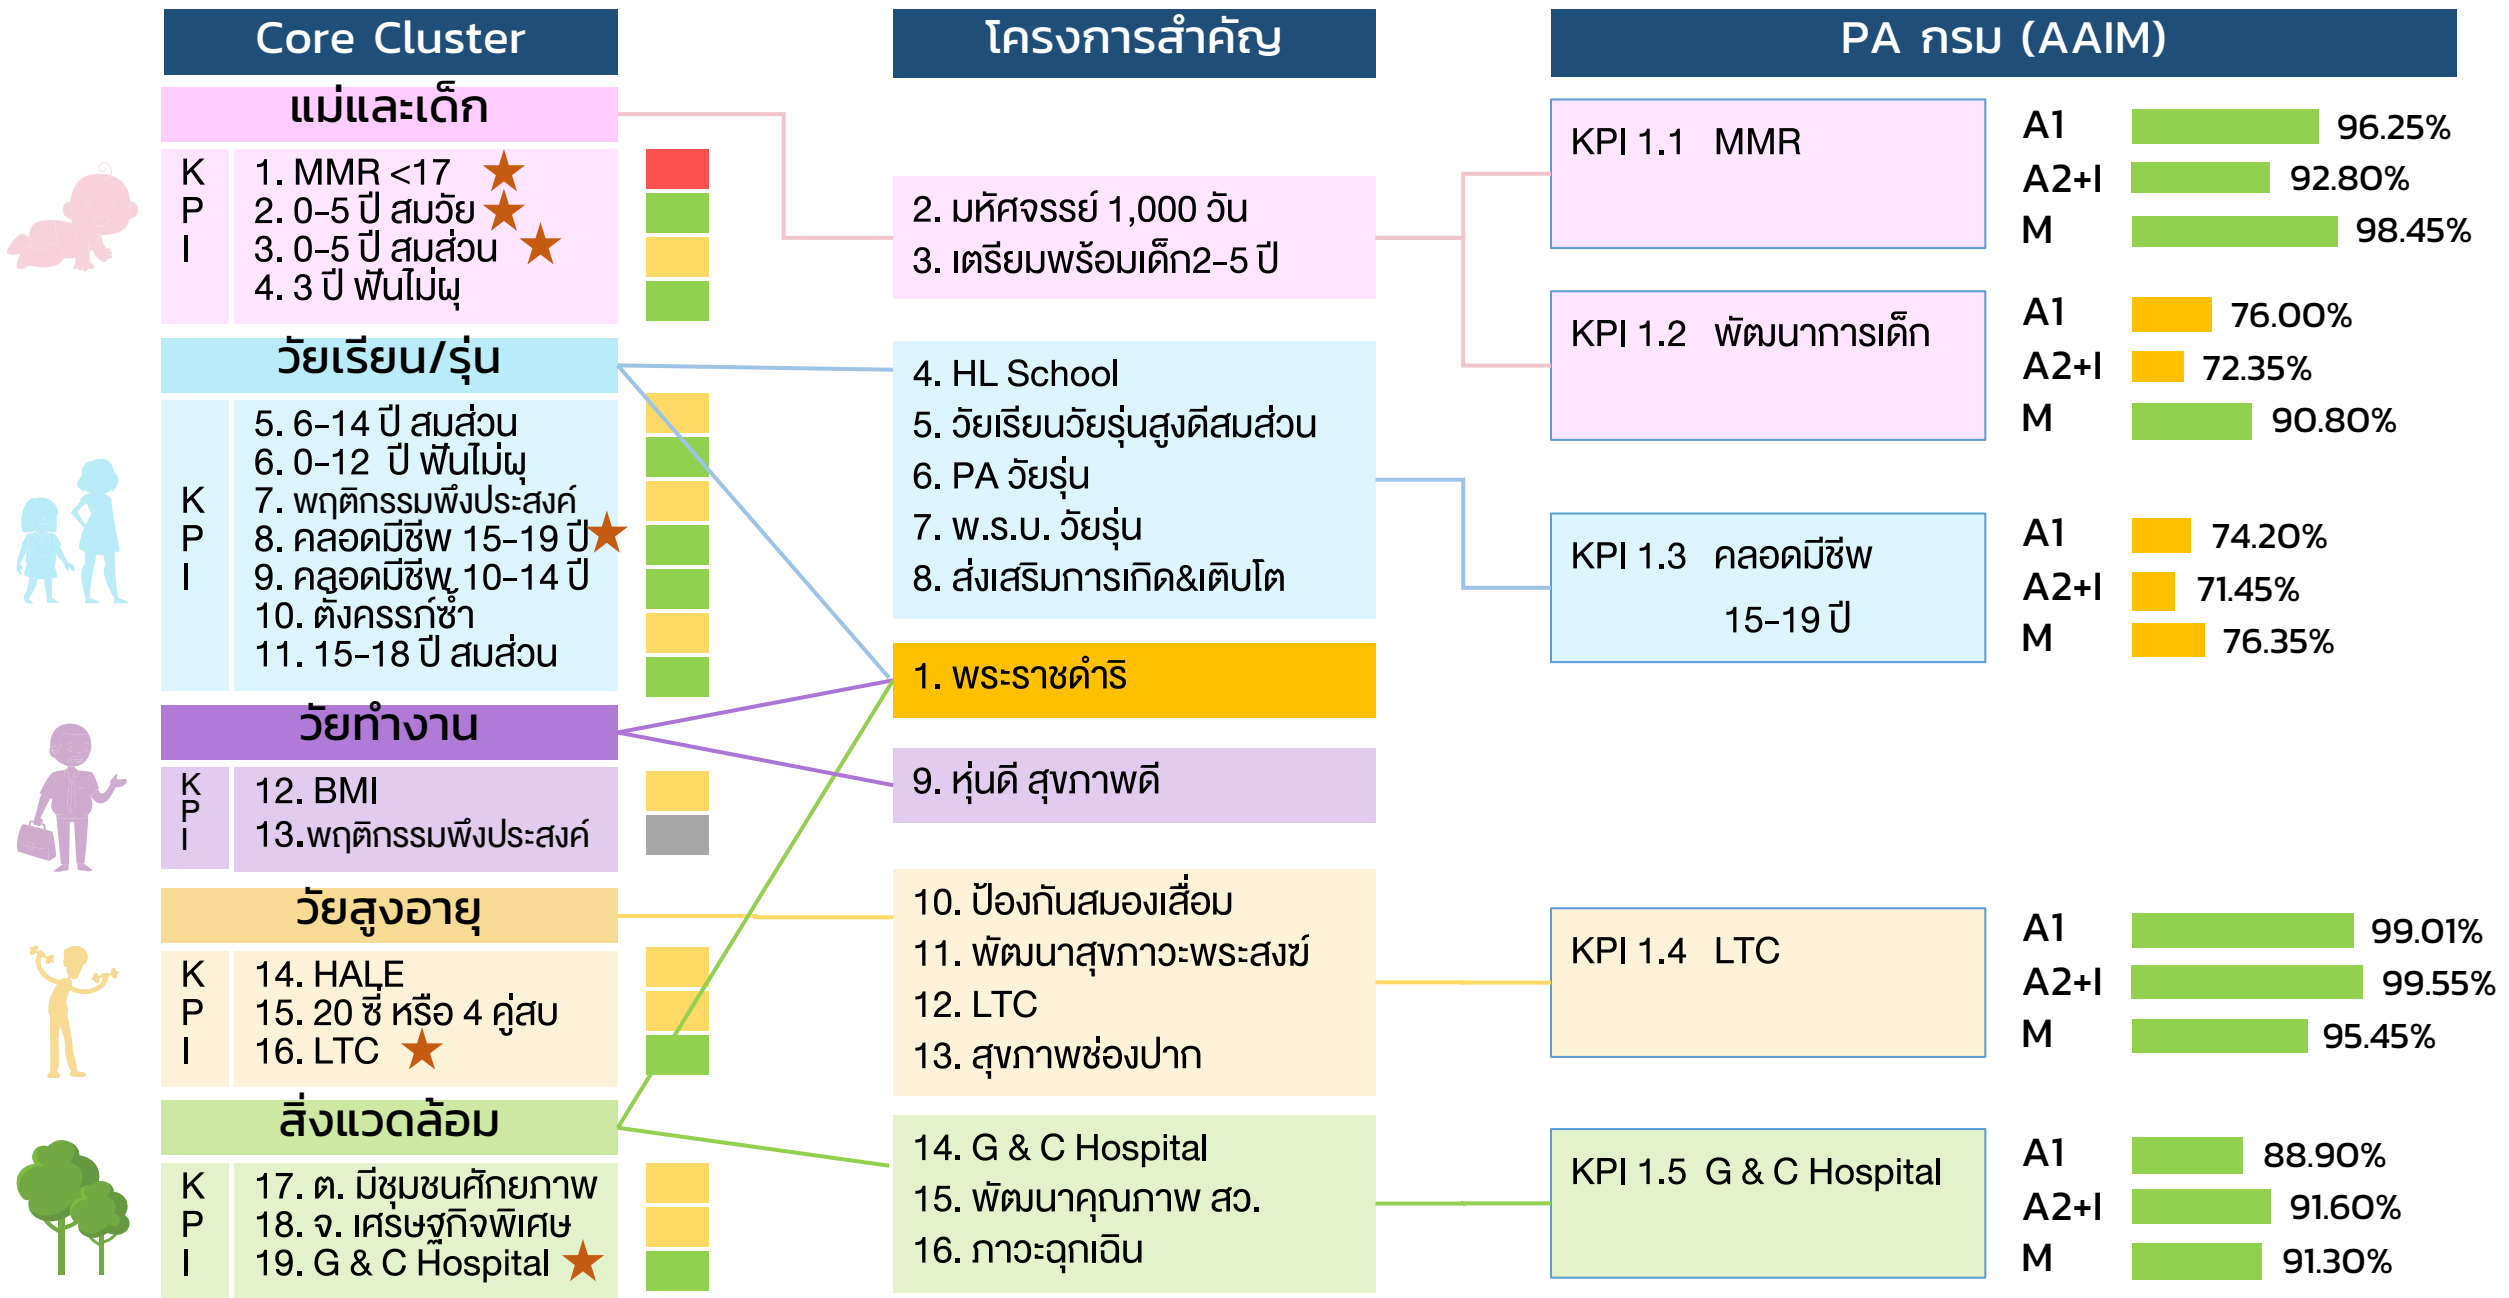 Core Cluster
แม่และเด็ก
K
P
I
1. MMR <17
2. 0-5 ปี สมวัย
3. 0-5 ปี สมส่วน
4. 3 ปี ฟันไม่ผุ
วัยเรียน/รุ่น
K
P
I
5. 6-14 ปี สมส่วน
6. 0-12 ปี ฟันไม่ผุ
7. พฤติกรรมพึงประสงค์
8. คลอดมีชีพ 15-19 ปี
9. คลอดมีชีพ 10-14 ปี
10. ตั้งครรภ์ซ้ำ
11. 15-18 ปี สมส่วน
วัยทำงาน
K
P
I
12. BMI
13.พฤติกรรมพึงประสงค์
วัยสูงอายุ
K
P
I
14. HALE
15. 20 ซี่ หรือ 4 คู่สบ
16. LTC
สิ่งแวดล้อม
K
P
I
17. ต. มีชุมชนศักยภาพ
18. จ. เศรษฐกิจพิเศษ
19. G & C Hospital
โครงการสำคัญ
2. มหัศจรรย์ 1,000 วัน
3. เตรียมพร้อมเด็ก2-5 ปี
4. HL School
5. วัยเรียนวัยรุ่นสูงดีสมส่วน
6. PA วัยรุ่น
7. พ.ร.บ. วัยรุ่น
8. ส่งเสริมการเกิด&เติบโต
1. พระราชดำริ
9. หุ่นดี สุขภาพดี
10. ป้องกันสมองเสื่อม
11. พัฒนาสุขภาวะพระสงฆ์
12. LTC
13. สุขภาพช่องปาก
14. G & C Hospital
15. พัฒนาคุณภาพ สว.
16. ภาวะฉุกเฉิน
PA กรม (AAIM)
KPI 1.1 MMR
A1 96.25%
A2+I 92.80%
M 98.45%
KPI 1.2 พัฒนาการเด็ก
A1 76.00%
A2+I 72.35%
M 90.80%
KPI 1.3 คลอดมีชีพ
15-19 ปี
A1 74.20%
A2+I 71.45%
M 76.35%
KPI 1.4 LTC
A1 99.01%
A2+I 99.55%
M 95.45%
KPI 1.5 G & C Hospital
A1 88.90%
A2+I 91.60%
M 91.30%